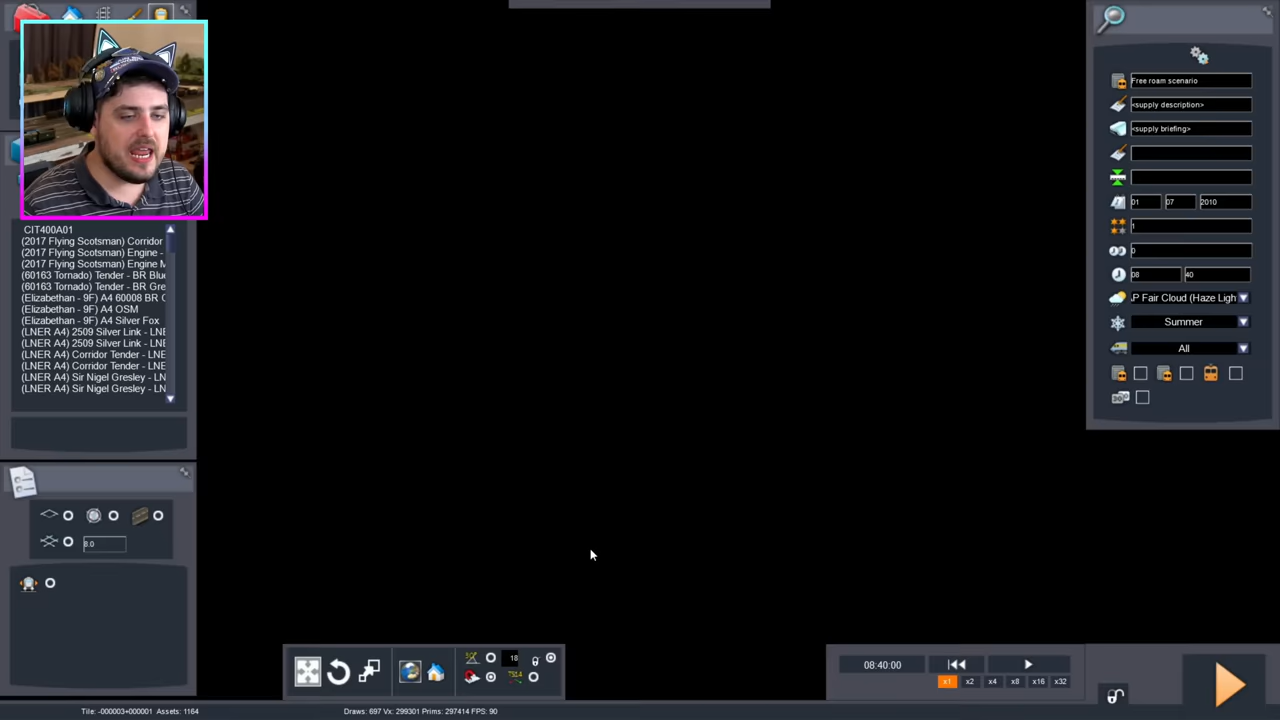 CIT400A01
(2017 Flying Scotsman) Corridor
(2017 Flying Scotsman) Engine -
(2017 Flying Scotsman) Engine M
(60163 Tornado) Tender - BR Blu
(60163 Tornado) Tender - BR Gre
(Elizabethan - 9F) A4 60008 BR
(Elizabethan - 9F) A4 OSM
(Elizabethan - 9F) A4 Silver Fox
(LNER A4) 2509 Silver Link - LNE
(LNER A4) 2509 Silver Link - LNE
(LNER A4) Corridor Tender - LNE
(LNER A4) Corridor Tender - LNE
(LNER A4) Sir Nigel Gresley - LN
(LNER A4) Sir Nigel Gresley - LN
8.0
Free roam scenario
<supply description>
<supply briefing>
01 07 2010
1
0
08 40
.P Fair Cloud (Haze Ligh
Summer
All
18
08:40:00
x1 x2 x4 x8 x16 x32
Tile: -000003+000001 Assets: 1164
Draws: 697 Vx: 299301 Prims: 297414 FPS: 90